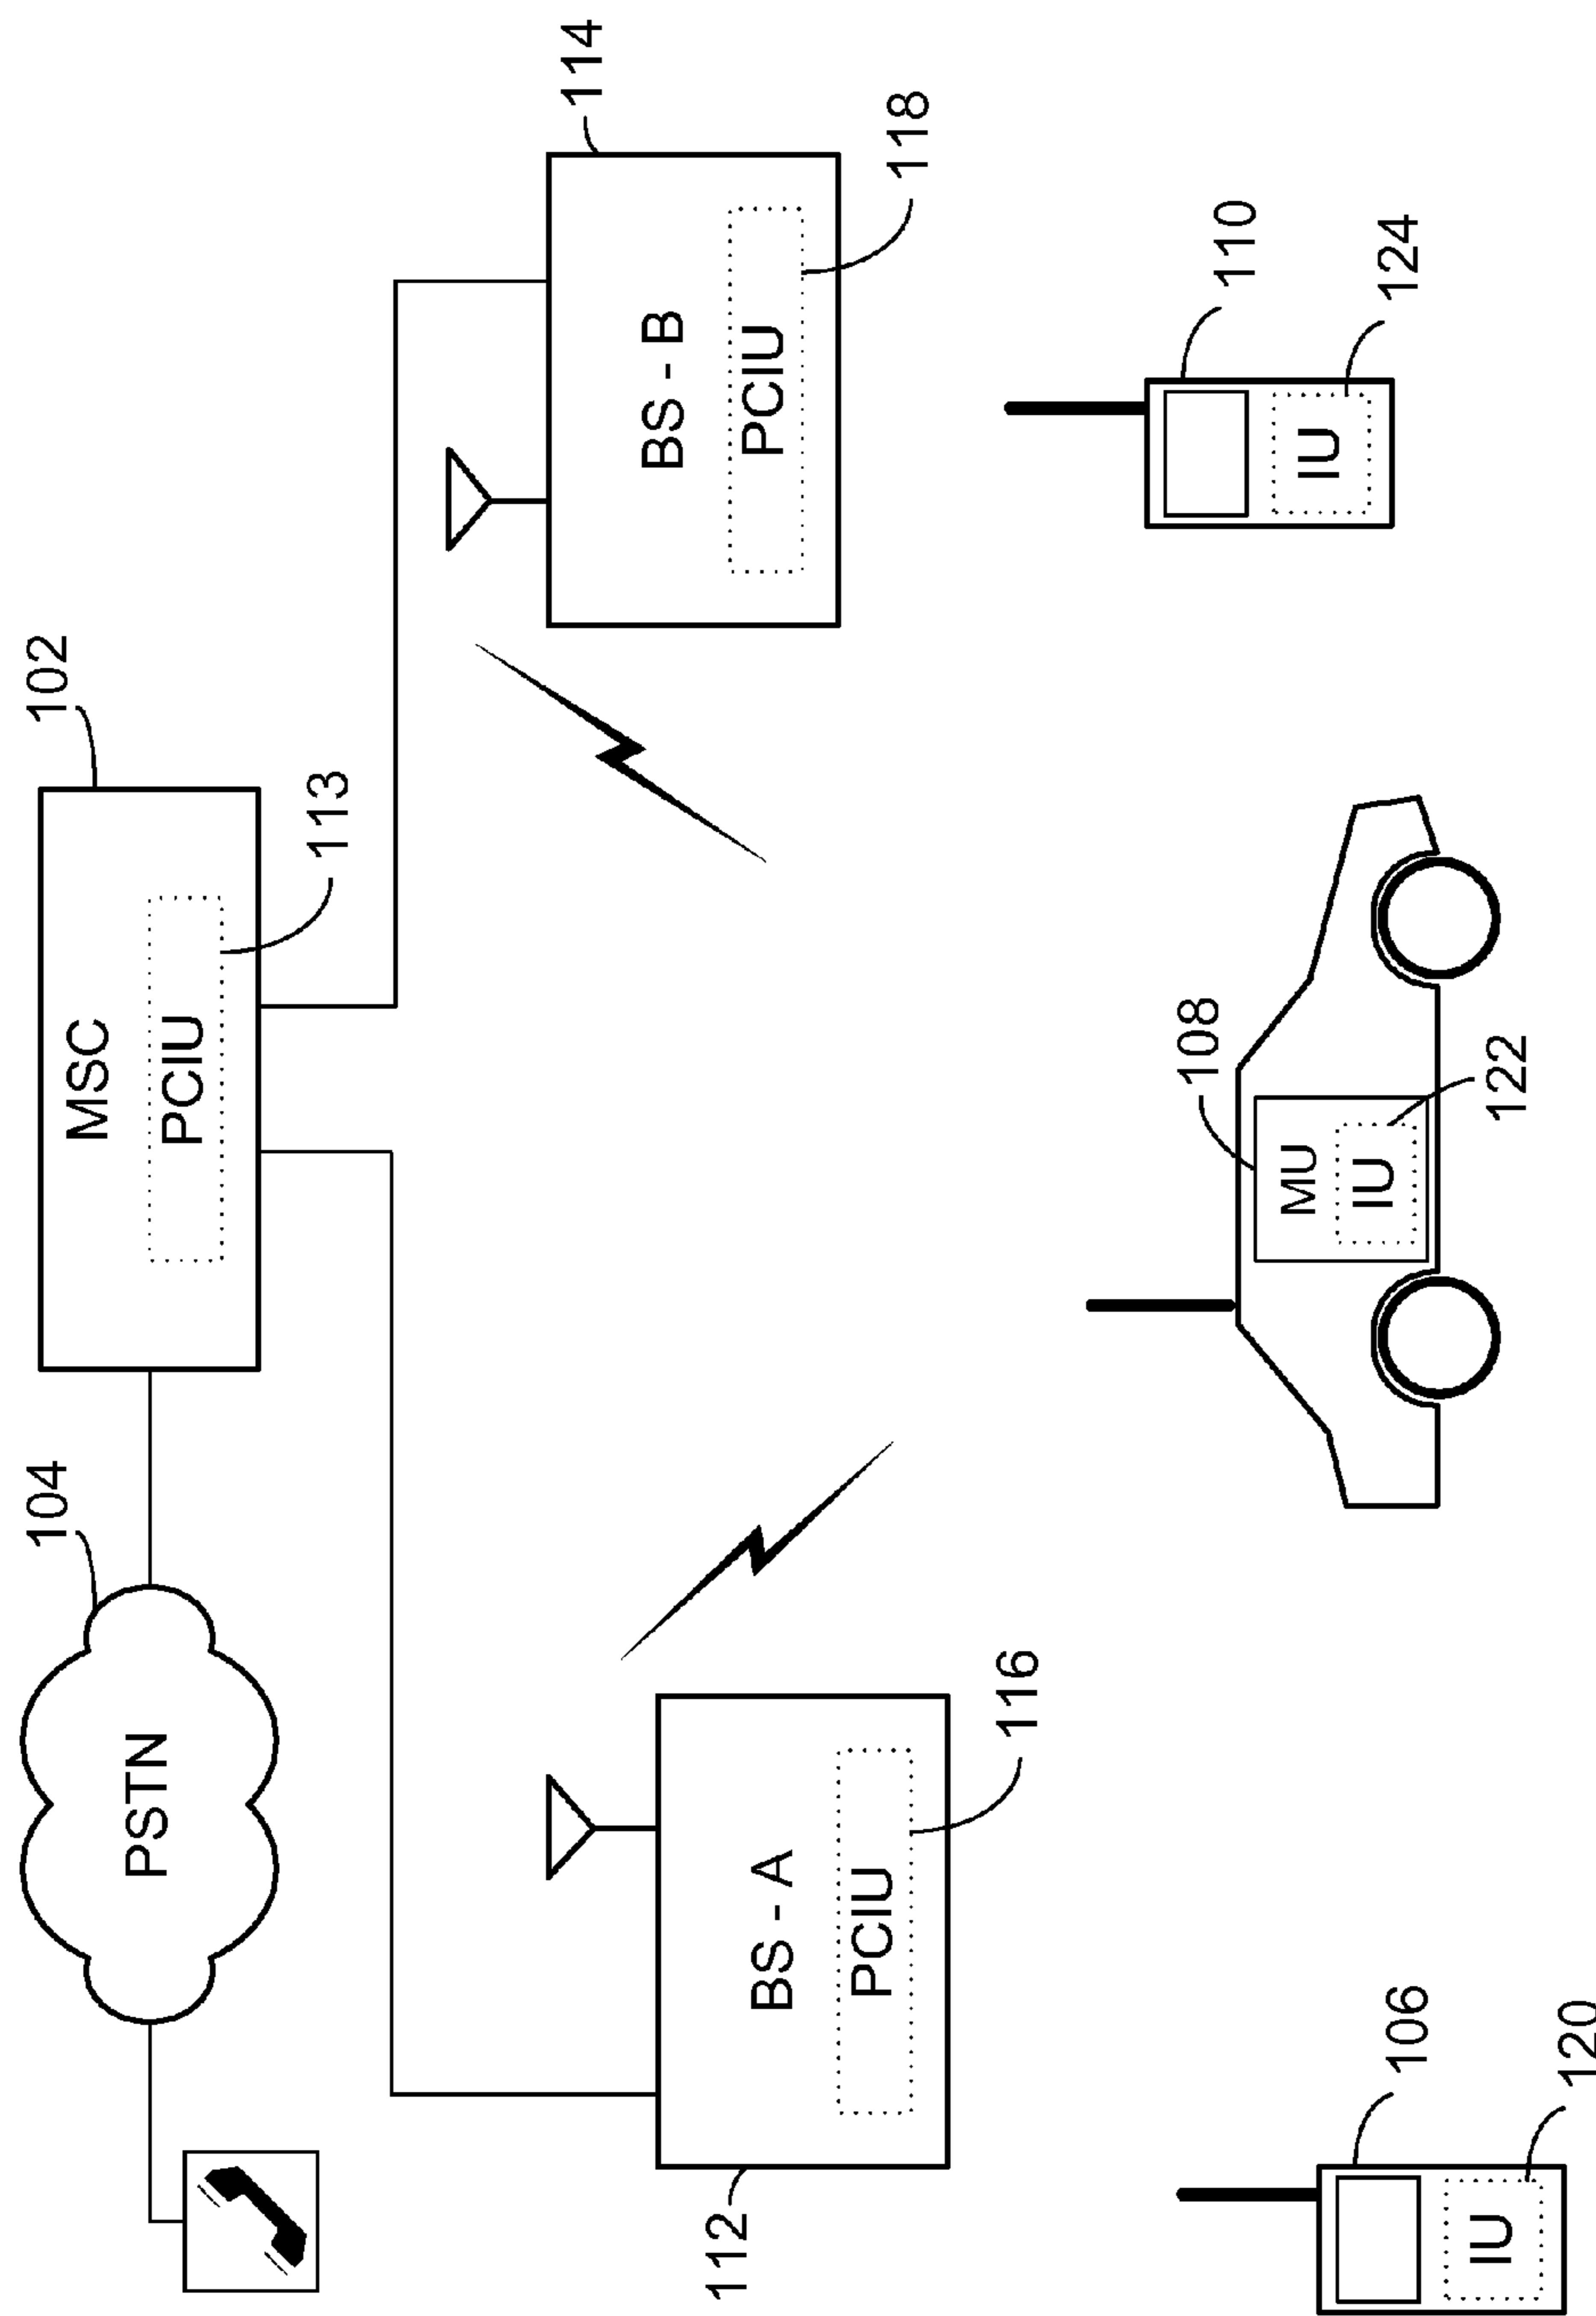 104
102
PSTN
MSC
PCIU
113
114
BS - B
PCIU
118
112
BS - A
PCIU
116
110
IU
124
108
MU
IU
122
106
IU
120